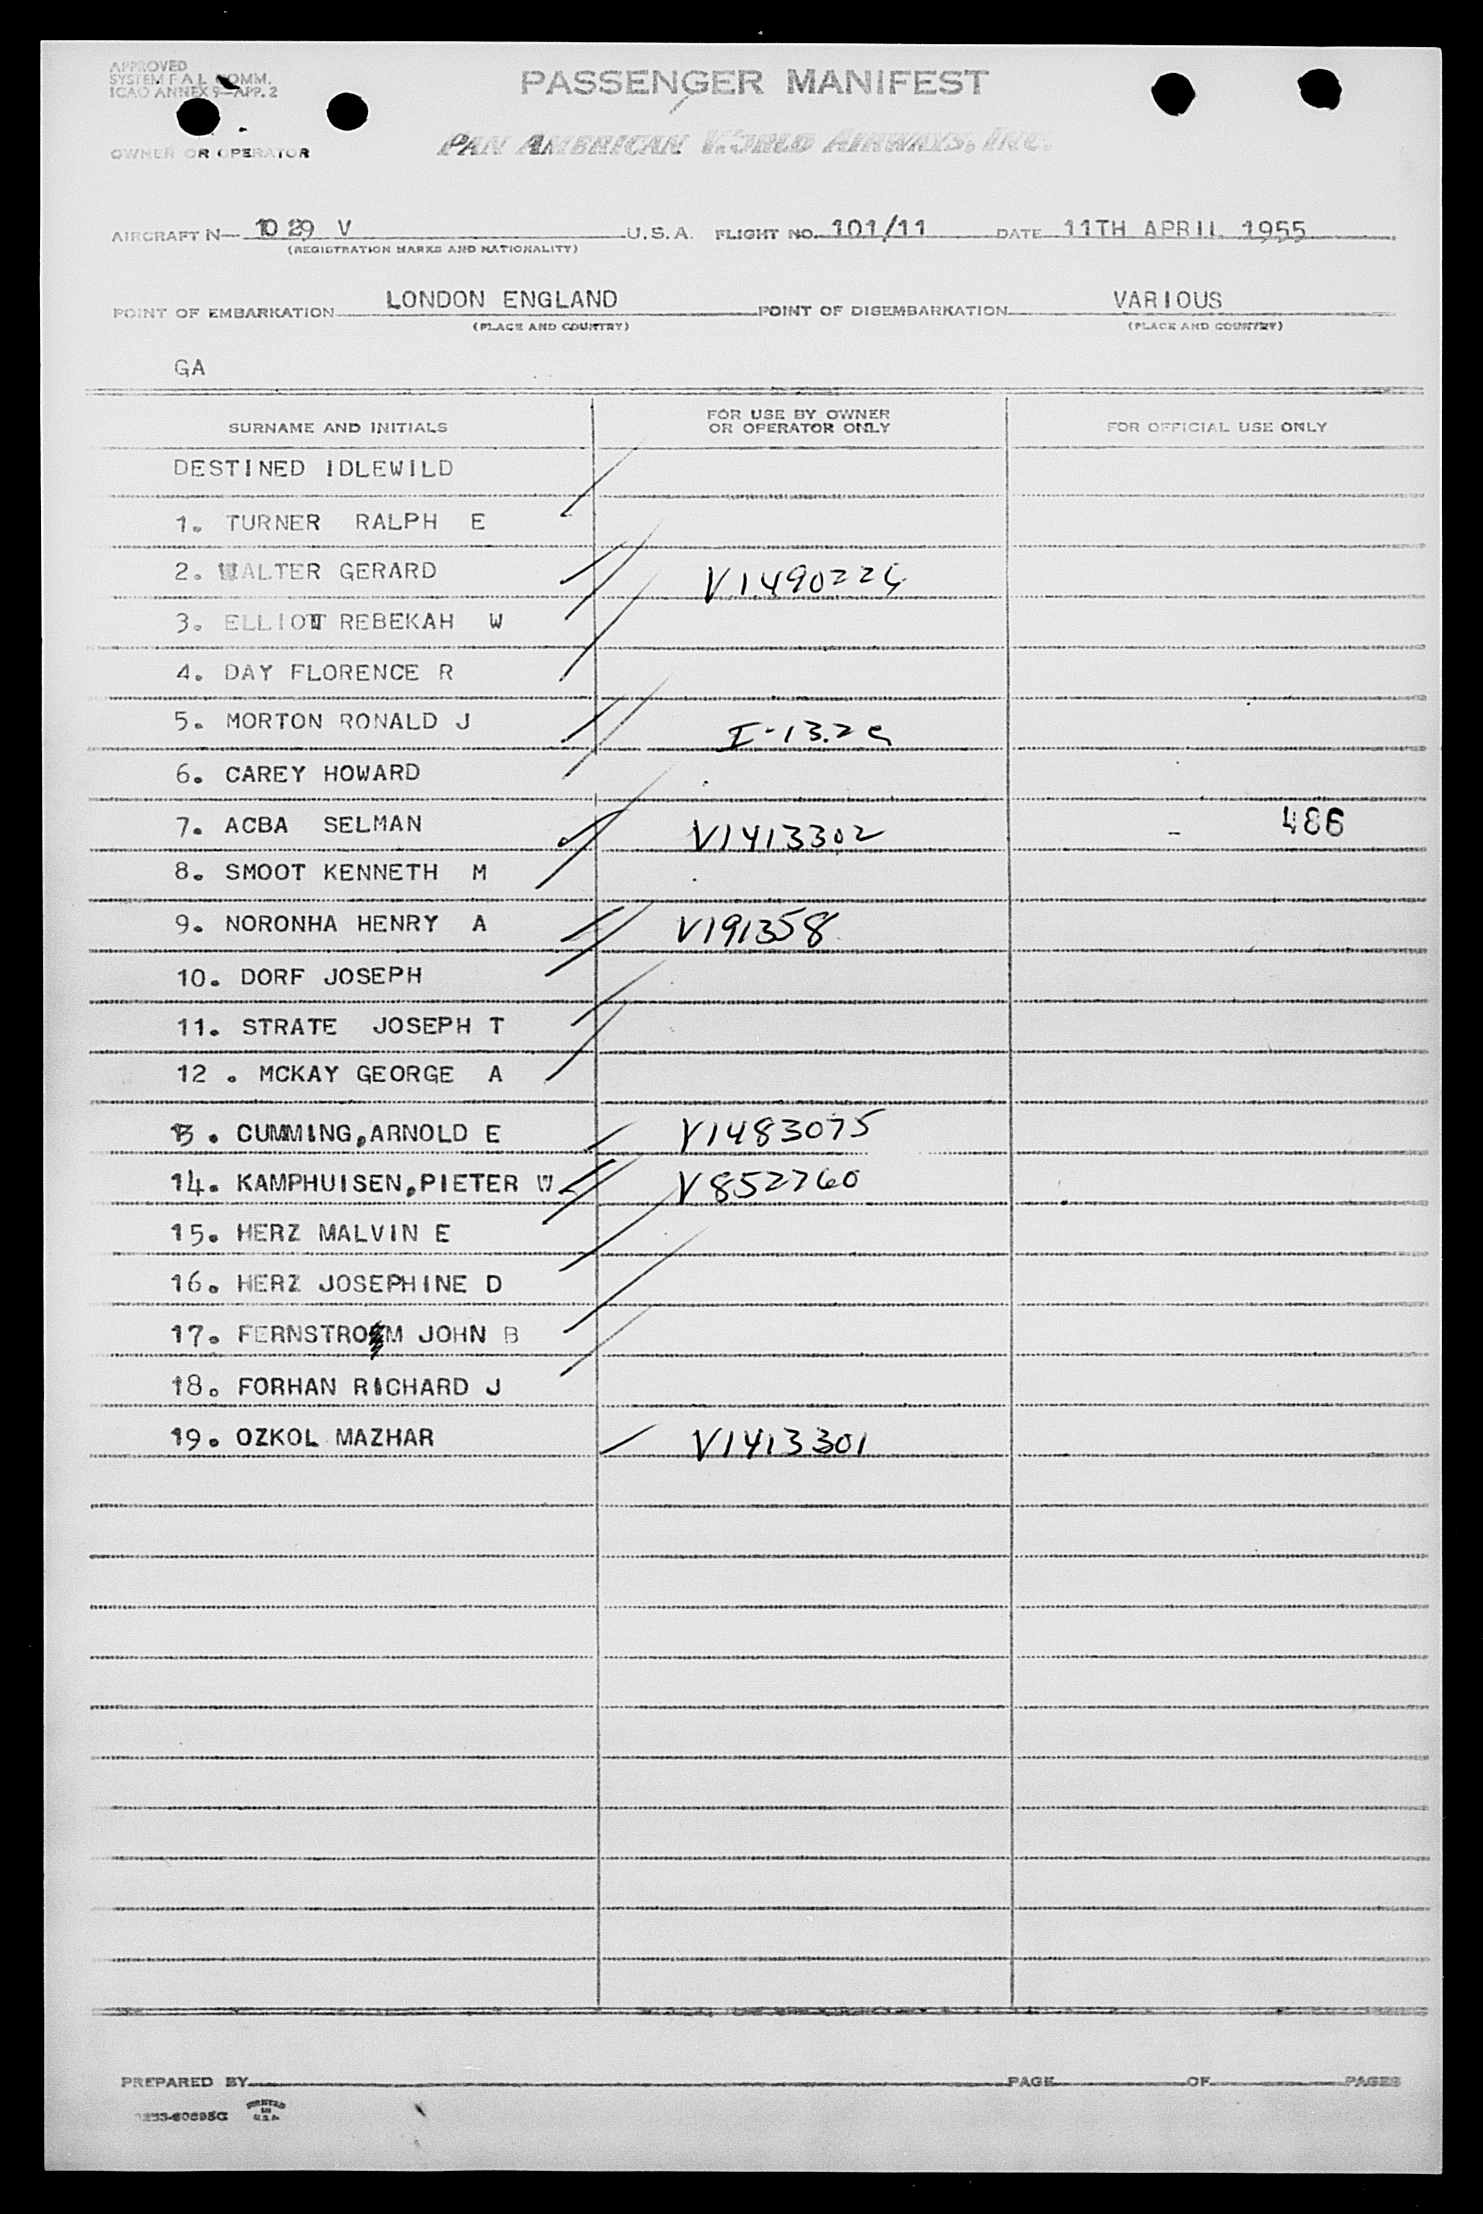 APPROVED
SYSTEM F A L COMM.
ICAO ANNEX 9-APP. 2
PASSENGER MANIFEST
OWNER OR OPERATOR
PAN AMERICAN WORLD AIRWAYS, INC.
AIRCRAFT N— 1029 V U.S.A. FLIGHT NO. 101/11 DATE 11TH APRIL 1955
(REGISTRATION MARKS AND NATIONALITY)
POINT OF EMBARKATION LONDON ENGLAND POINT OF DISEMBARKATION VARIOUS
(PLACE AND COUNTRY) (PLACE AND COUNTRY)
GA
SURNAME AND INITIALS FOR USE BY OWNER OR OPERATOR ONLY FOR OFFICIAL USE ONLY
DESTINED IDLEWILD
1. TURNER RALPH E
2. WALTER GERARD
3. ELLIOTT REBEKAH W
4. DAY FLORENCE R
5. MORTON RONALD J
6. CAREY HOWARD
7. ACBA SELMAN V1413302 486
8. SMOOT KENNETH M
9. NORONHA HENRY A V191358
10. DORF JOSEPH
11. STRATE JOSEPH T
12 . MCKAY GEORGE A
13 . CUMMING,ARNOLD E V1483075
14. KAMPHUISEN,PIETER W V852760
15. HERZ MALVIN E
16. HERZ JOSEPHINE D
17. FERNSTROM JOHN B
18. FORHAN RICHARD J
19. OZKOL MAZHAR V1413301
PREPARED BY PAGE OF PAGES
PRINTED
IN
U.S.A.